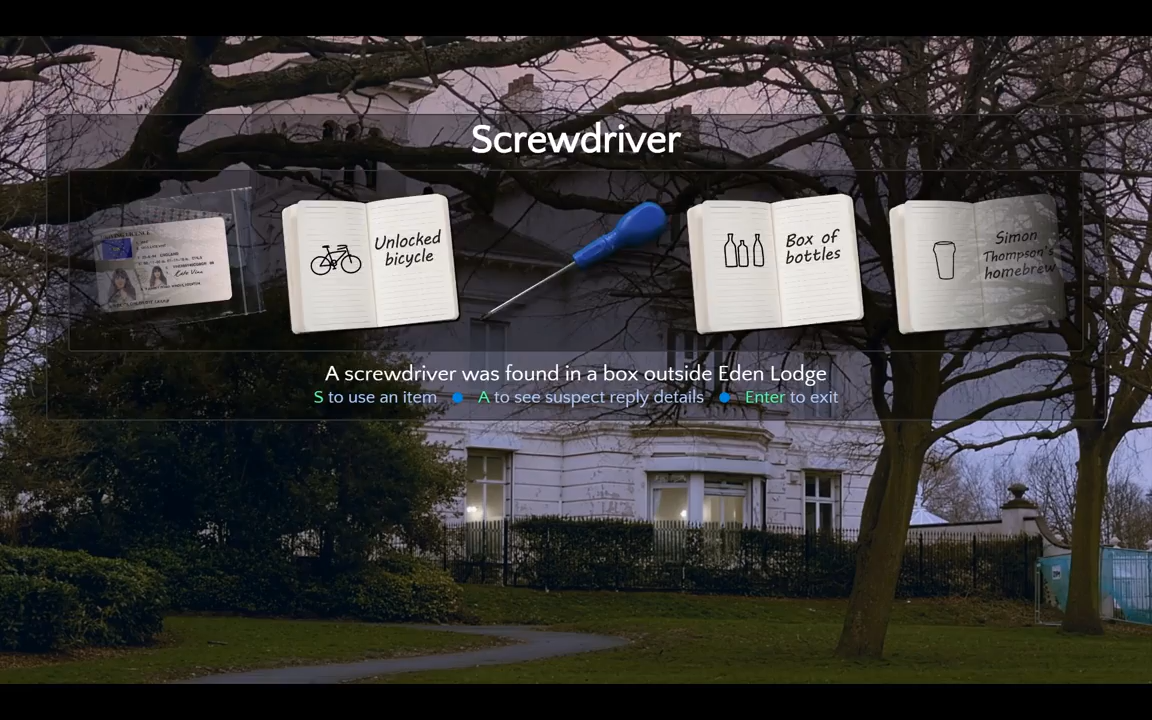 Screwdriver
Unlocked
bicycle
Box of
bottles
Simon
Thompson's
homebrew
A screwdriver was found in a box outside Eden Lodge
S to use an item A to see suspect reply details Enter to exit